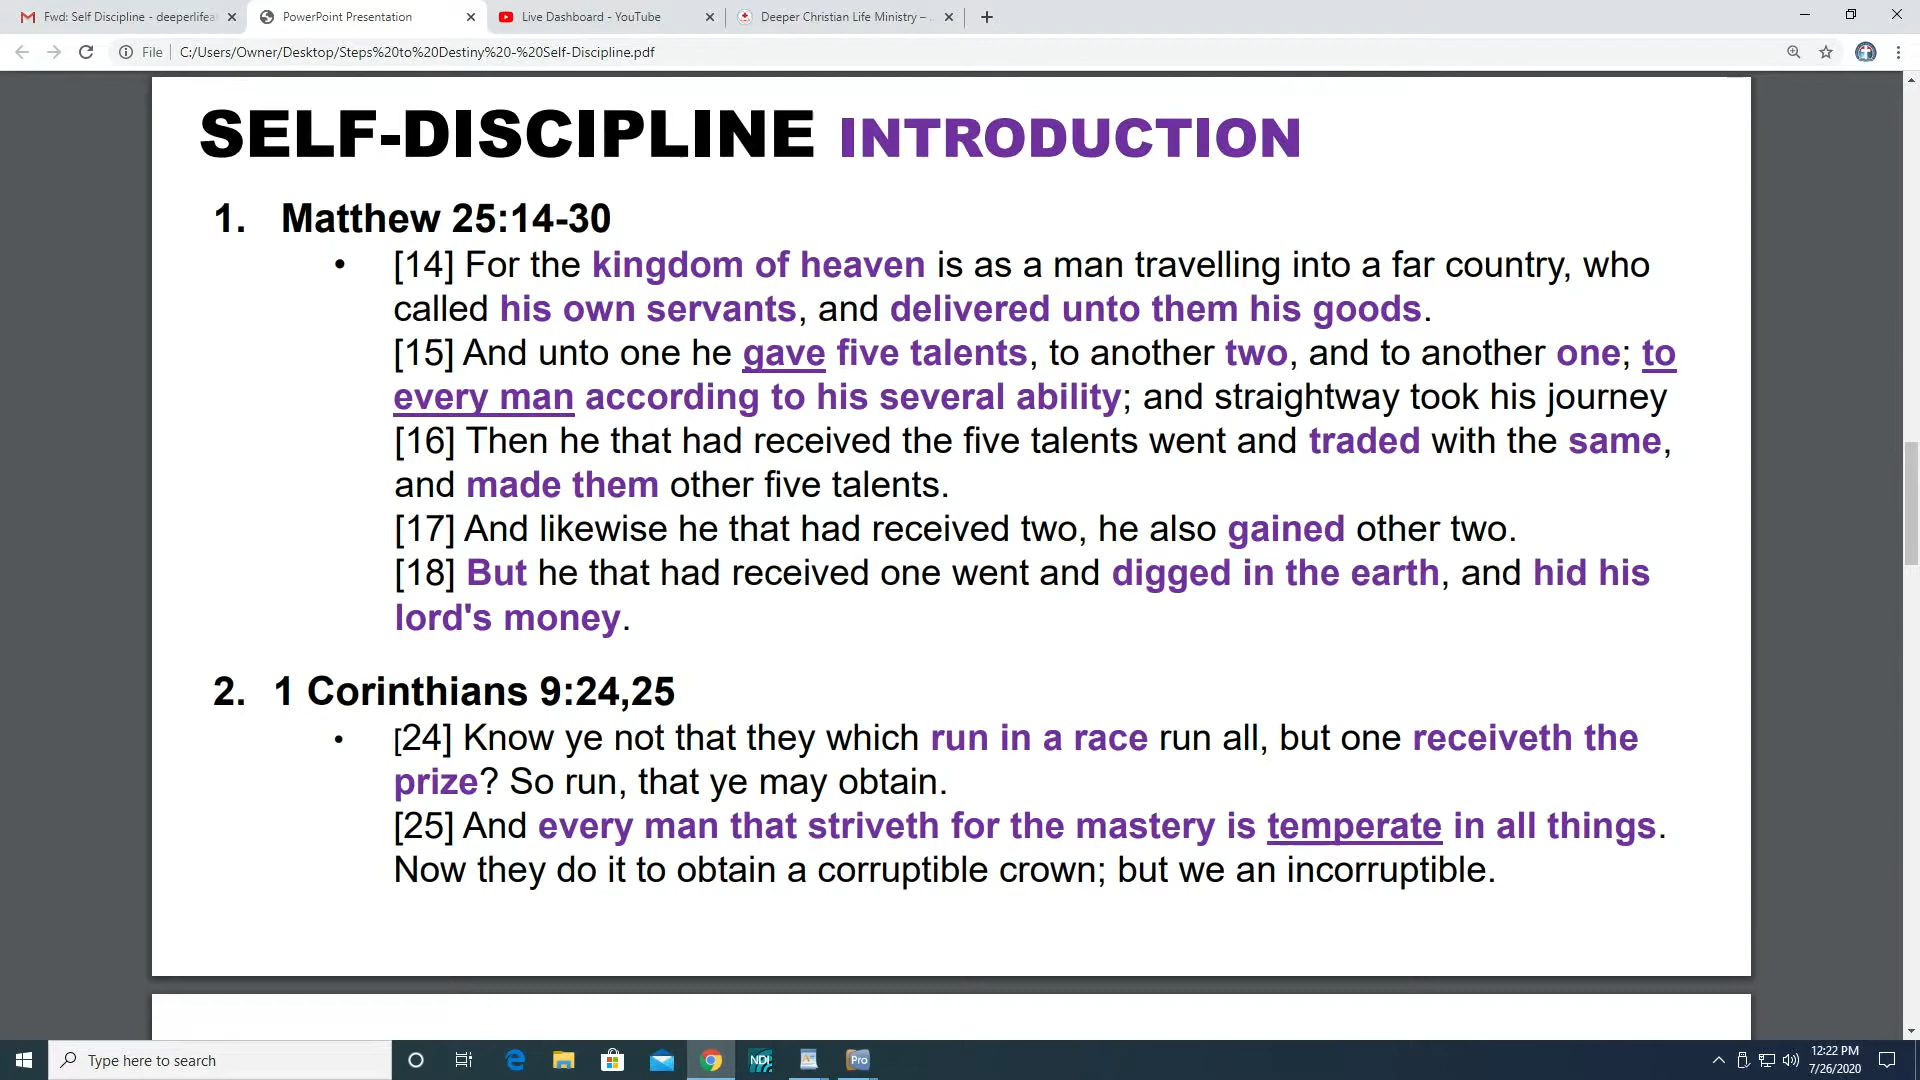 Fwd: Self Discipline - deeperlifea
PowerPoint Presentation
Live Dashboard - YouTube
Deeper Christian Life Ministry –
File
C:/Users/Owner/Desktop/Steps%20to%20Destiny%20-%20Self-Discipline.pdf
SELF-DISCIPLINE INTRODUCTION
1. Matthew 25:14-30
• [14] For the kingdom of heaven is as a man travelling into a far country, who
called his own servants, and delivered unto them his goods.
[15] And unto one he gave five talents, to another two, and to another one; to
every man according to his several ability; and straightway took his journey
[16] Then he that had received the five talents went and traded with the same,
and made them other five talents.
[17] And likewise he that had received two, he also gained other two.
[18] But he that had received one went and digged in the earth, and hid his
lord's money.
2. 1 Corinthians 9:24,25
• [24] Know ye not that they which run in a race run all, but one receiveth the
prize? So run, that ye may obtain.
[25] And every man that striveth for the mastery is temperate in all things.
Now they do it to obtain a corruptible crown; but we an incorruptible.
Type here to search
NDI
Pro
12:22 PM
7/26/2020